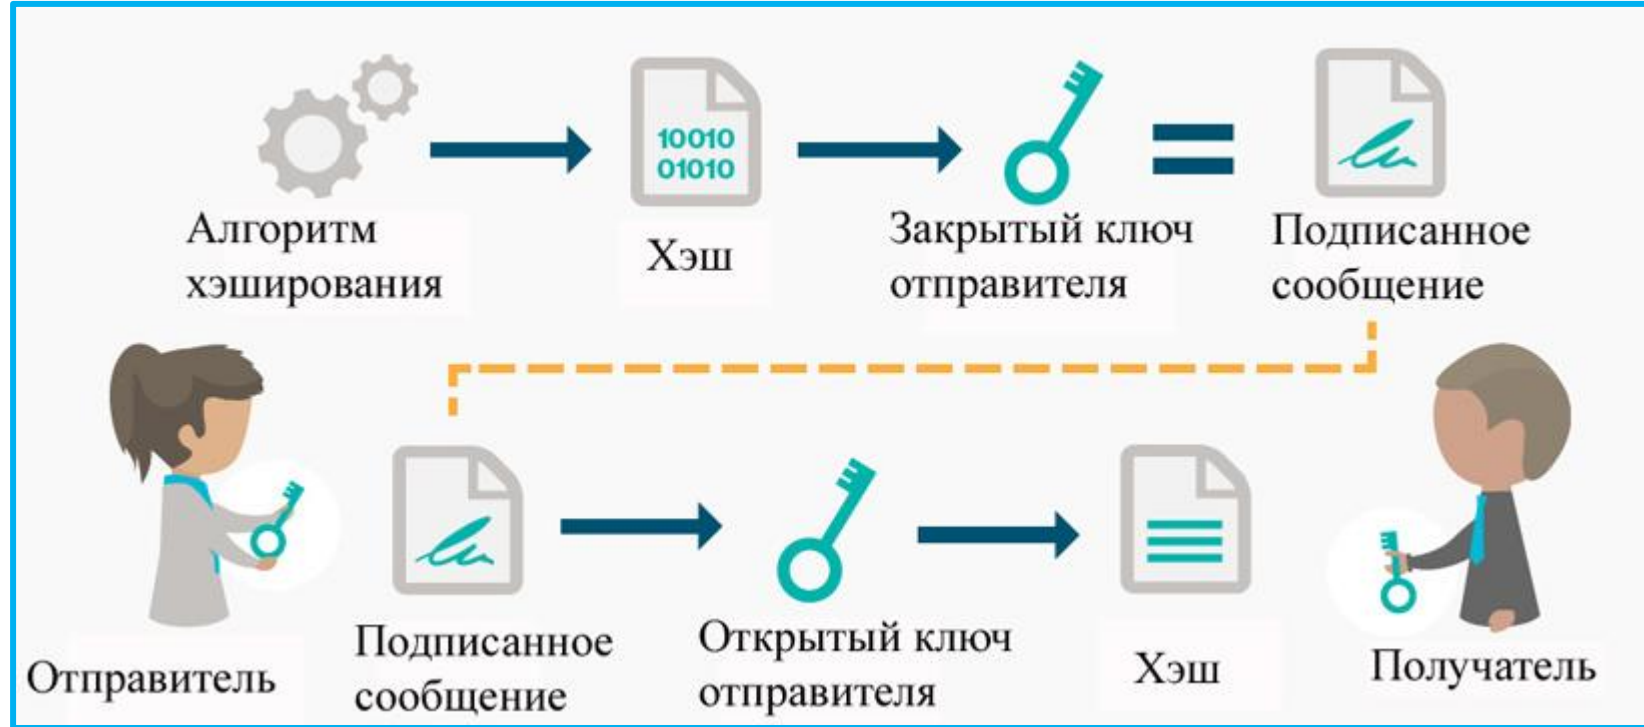 10010
01010
Алгоритм
хэширования
Хэш
Закрытый ключ
отправителя
Подписанное
сообщение
Отправитель
Подписанное
сообщение
Открытый ключ
отправителя
Хэш
Получатель